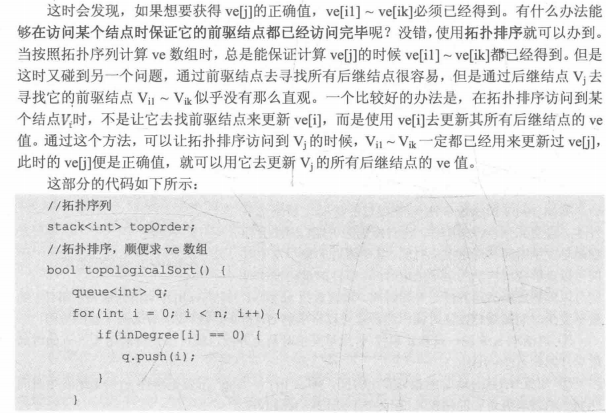 这时会发现，如果想要获得 ve[j]的正确值，ve[i1] ~ ve[ik]必须已经得到。有什么办法能
够在访问某个结点时保证它的前驱结点都已经访问完毕呢？没错，使用拓扑排序就可以办到。
当按照拓扑序列计算 ve 数组时，总是能保证计算 ve[j]的时候 ve[i1] ~ ve[ik]都已经得到。但是
这时又碰到另一个问题，通过前驱结点去寻找所有后继结点很容易，但是通过后继结点 Vj 去
寻找它的前驱结点 Vi1 ~ Vik 似乎没有那么直观。一个比较好的办法是，在拓扑排序访问到某
个结点Vi时，不是让它去找前驱结点来更新 ve[i]，而是使用 ve[i]去更新其所有后继结点的 ve
值。通过这个方法，可以让拓扑排序访问到 Vj 的时候，Vi1 ~ Vik 一定都已经用来更新过 ve[j]，
此时的 ve[j]便是正确值，就可以用它去更新 Vj 的所有后继结点的 ve 值。
这部分的代码如下所示：
//拓扑序列
stack<int> topOrder;
//拓扑排序，顺便求 ve 数组
bool topologicalSort() {
queue<int> q;
for(int i = 0; i < n; i++) {
if(inDegree[i] == 0) {
q.push(i);
}
}